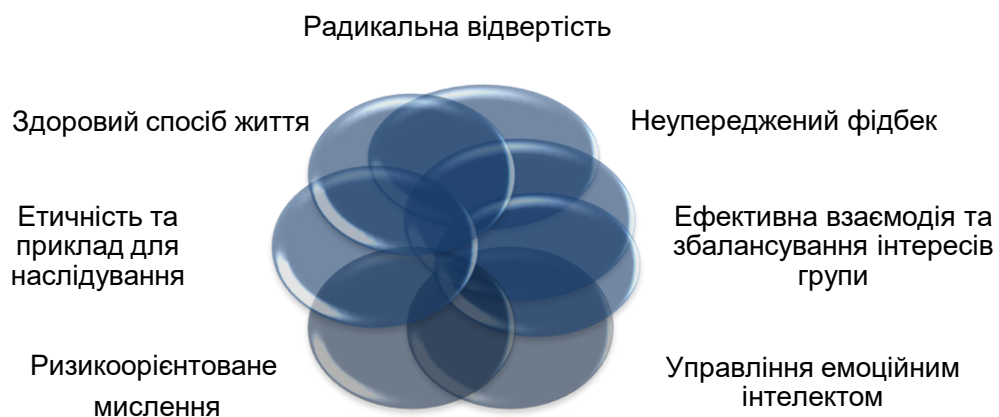 Радикальна відвертість
Здоровий спосіб життя
Неупереджений фідбек
Етичність та
приклад для
наслідування
Ефективна взаємодія та
збалансування інтересів
групи
Ризикоорієнтоване
мислення
Управління емоційним
інтелектом